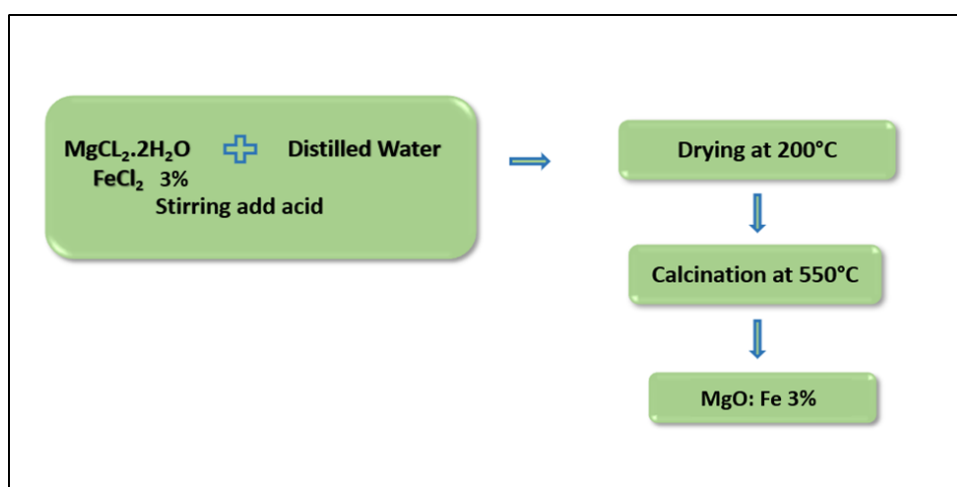 MgCL₂.2H₂O Distilled Water
FeCl₂ 3%
Stirring add acid
Drying at 200°C
Calcination at 550°C
MgO: Fe 3%